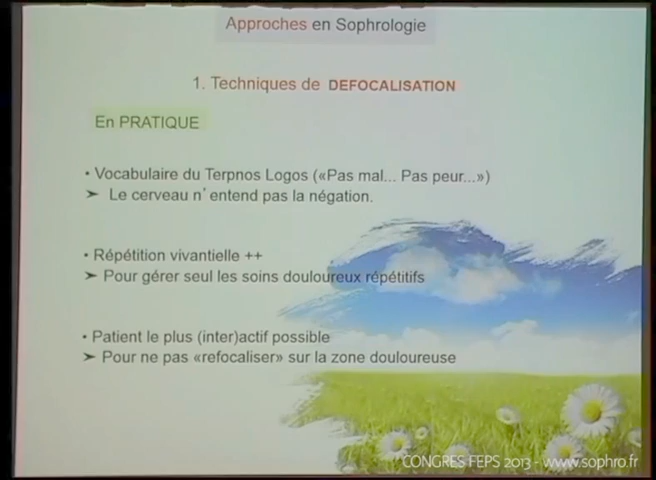 Approches en Sophrologie
1. Techniques de DEFOCALISATION
En PRATIQUE
• Vocabulaire du Terpnos Logos («Pas mal... Pas peur...»)
➢ Le cerveau n'entend pas la négation.
• Répétition vivantielle ++
➢ Pour gérer seul les soins douloureux répétitifs
• Patient le plus (inter)actif possible
➢ Pour ne pas «refocaliser» sur la zone douloureuse
CONGRES FEPS 2013 - www.sophro.fr